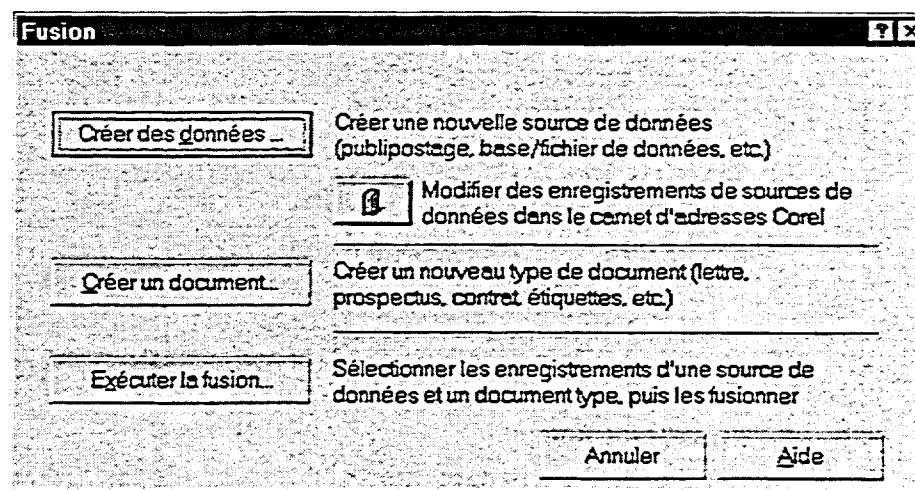 Fusion
Créer des données ...
Créer une nouvelle source de données
(publipostage, base/fichier de données, etc.)
Modifier des enregistrements de sources de
données dans le carnet d'adresses Corel
Créer un document...
Créer un nouveau type de document (lettre,
prospectus, contrat, étiquettes, etc.)
Exécuter la fusion...
Sélectionner les enregistrements d'une source de
données et un document type, puis les fusionner
Annuler
Aide